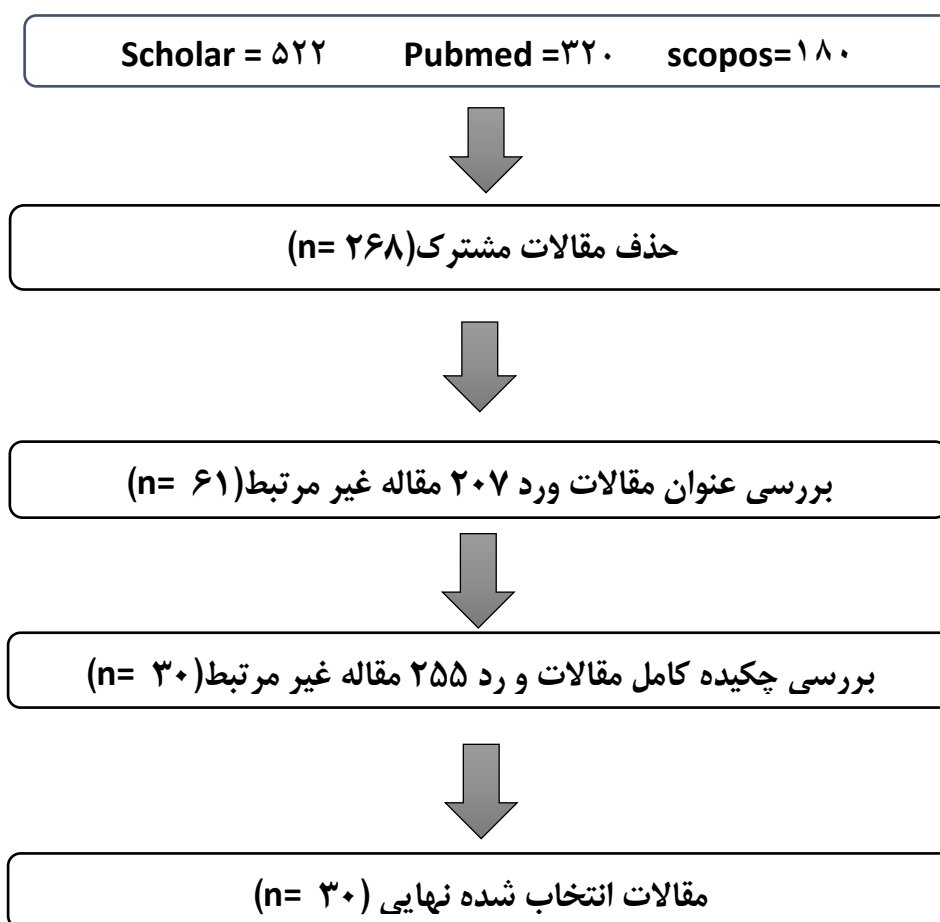 Scholar = ۵۲۲ Pubmed =۳۲۰ scopos=۱۸۰
حذف مقالات مشترک(n= ۲۶۸)
بررسی عنوان مقالات ورد ۲۰۷ مقاله غیر مرتبط(n= ۶۱)
بررسی چکیده کامل مقالات و رد ۲۵۵ مقاله غیر مرتبط(n= ۳۰)
مقالات انتخاب شده نهایی (n= ۳۰)